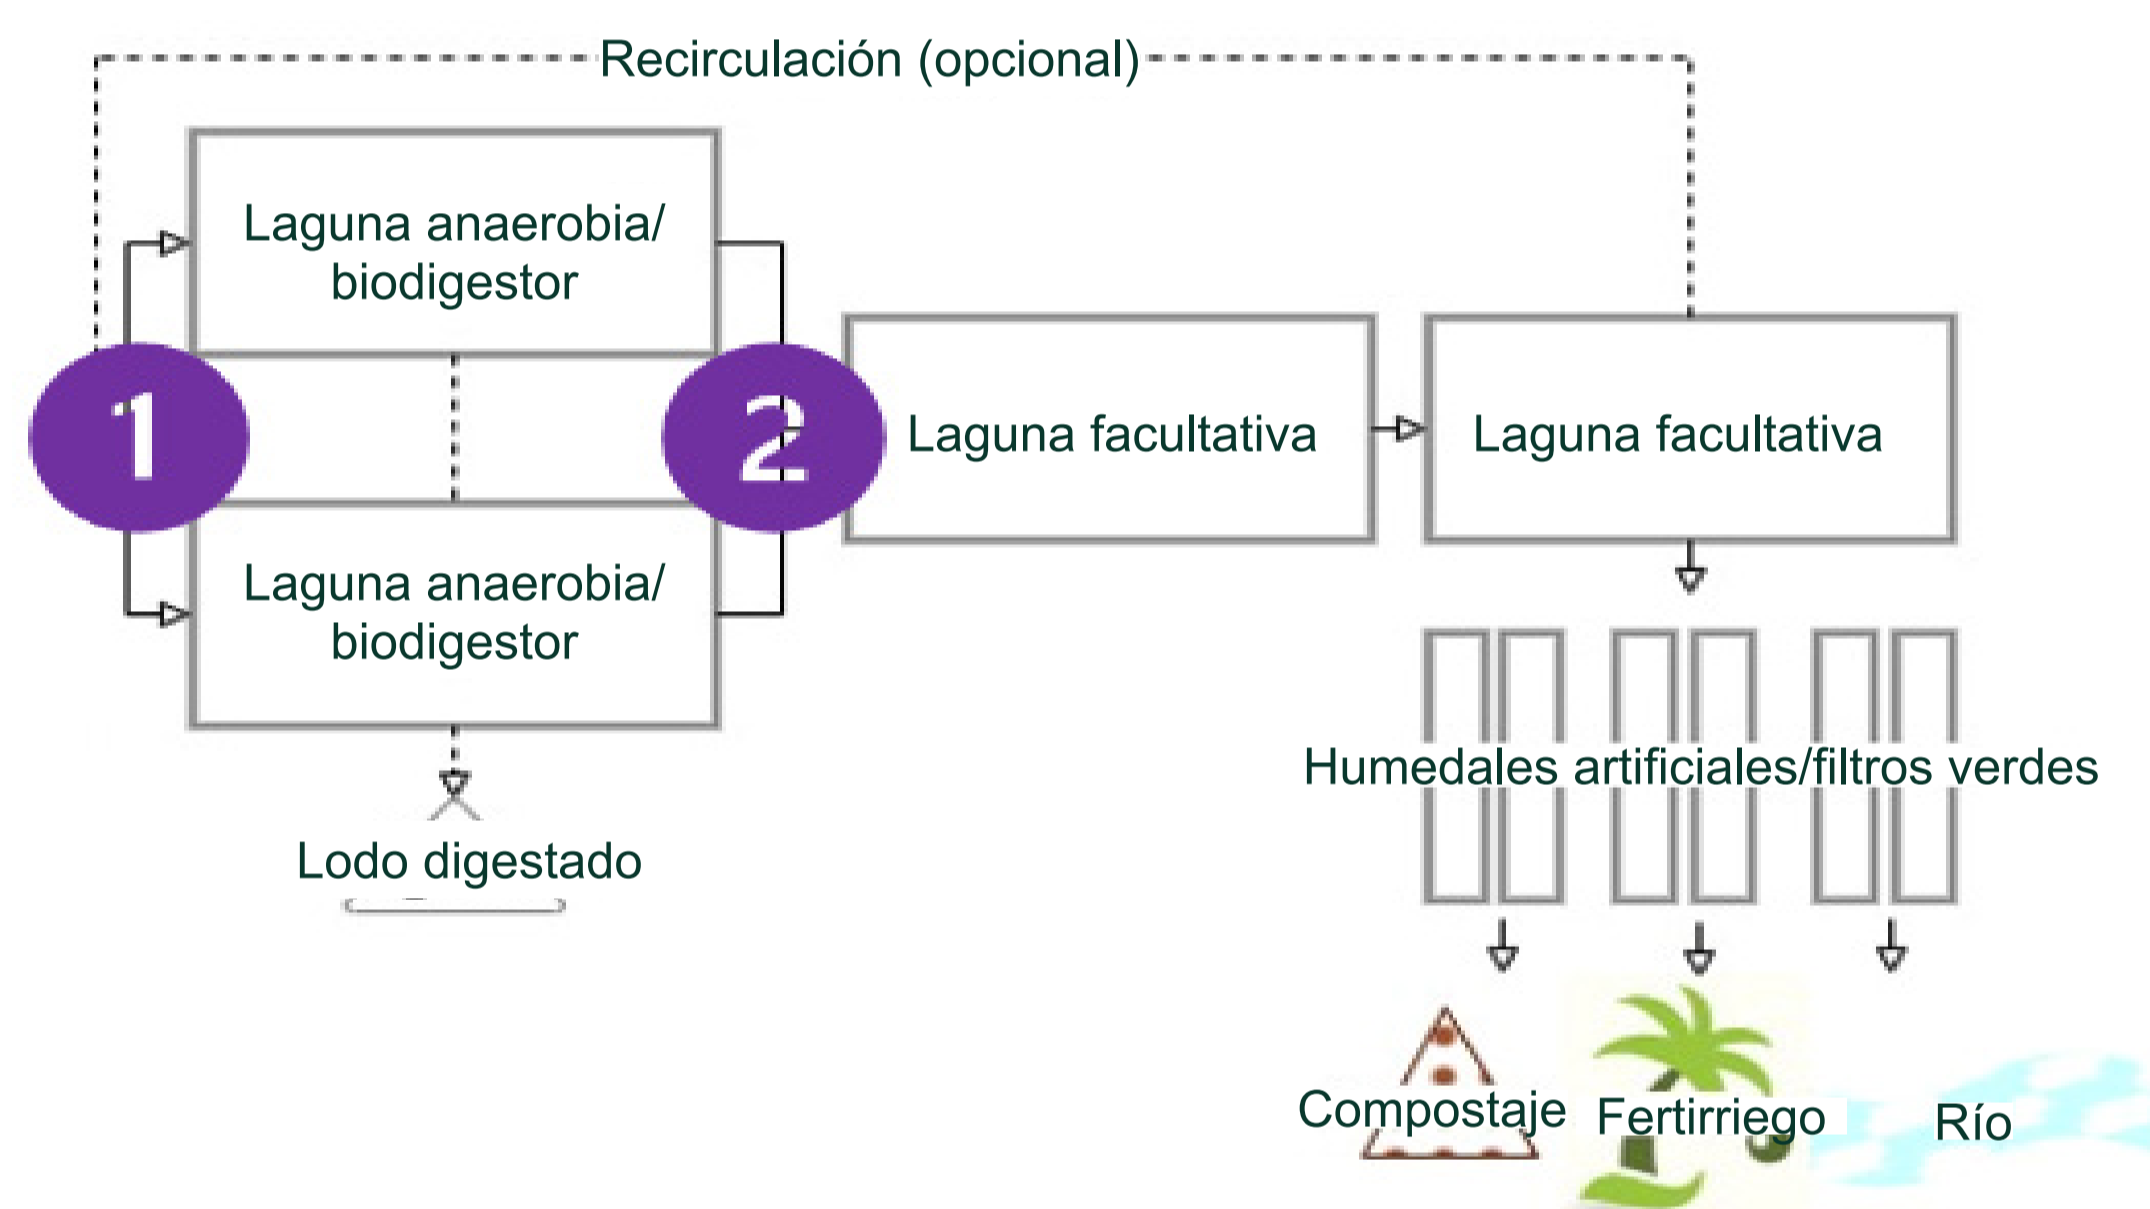 Recirculación (opcional)
Laguna anaerobia/
biodigestor
1
2
Laguna facultativa
Laguna facultativa
Laguna anaerobia/
biodigestor
Lodo digestado
Humedales artificiales/filtros verdes
Compostaje
Fertirriego
Río